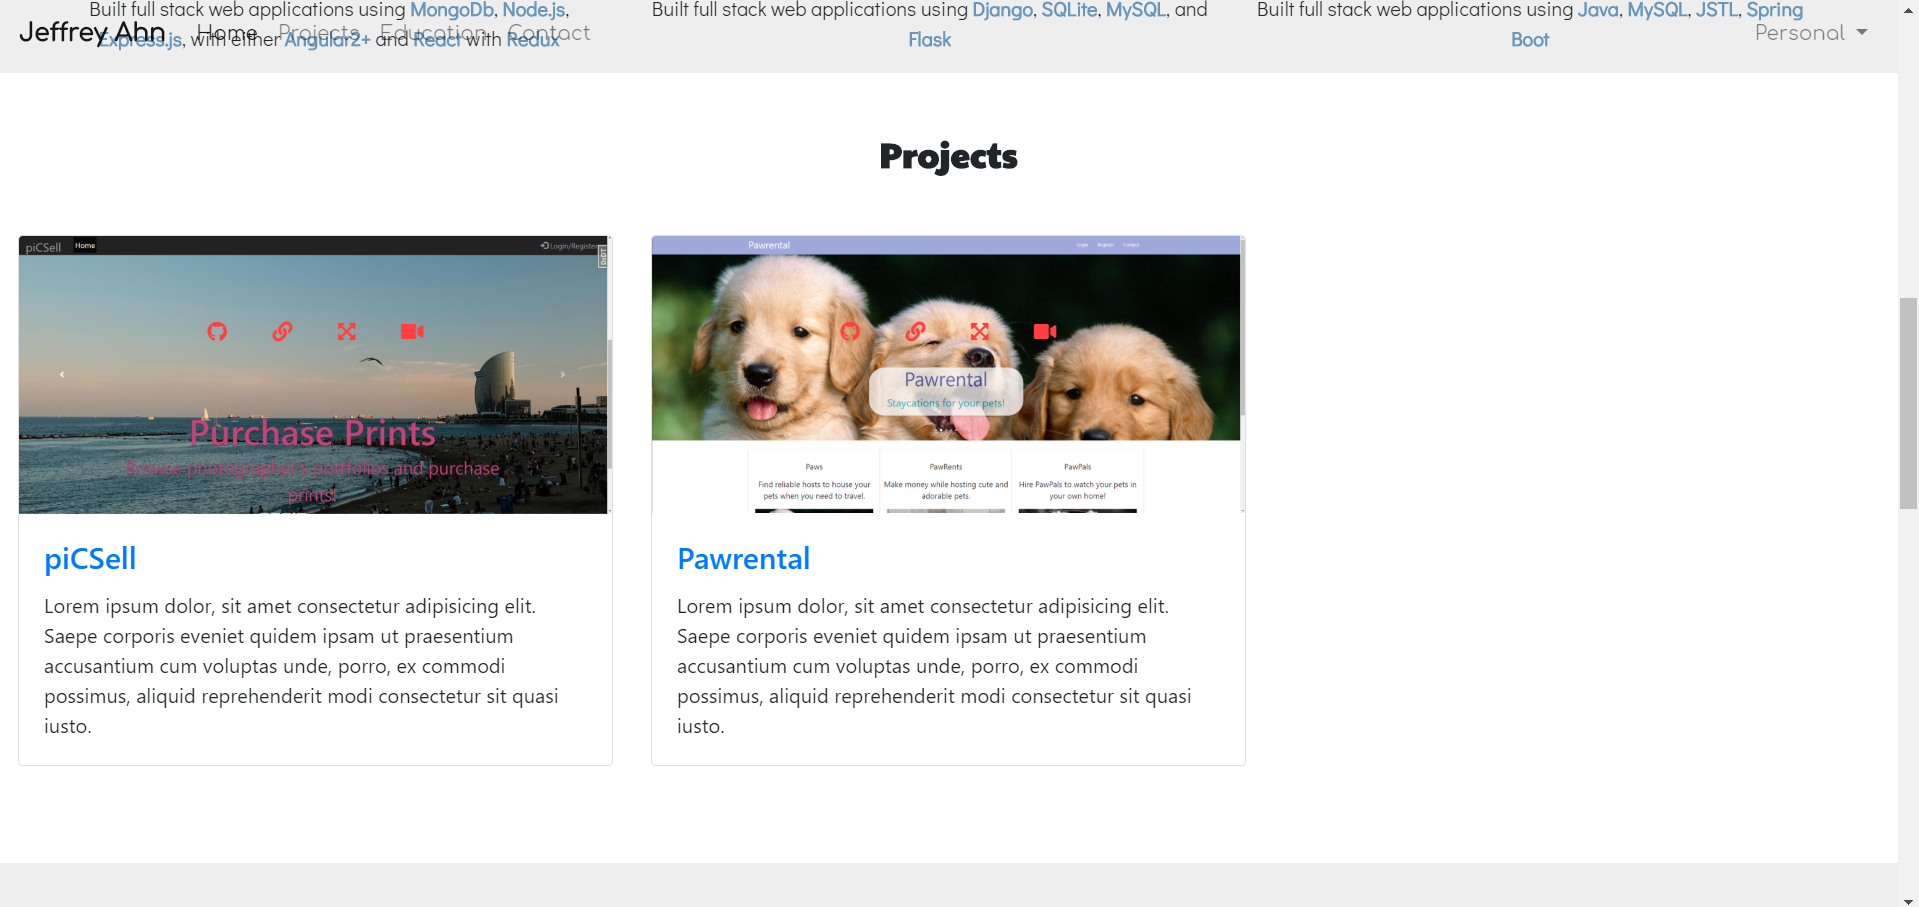 Built full stack web applications using MongoDb, Node.js,
Express.js, with either Angular2+ and React with Redux
Built full stack web applications using Django, SQLite, MySQL, and
Flask
Built full stack web applications using Java, MySQL, JSTL, Spring
Boot
Jeffrey Ahn Home Projects Education Contact Personal
Projects
piCSell Home Login/Register
DjDT
Purchase Prints
Browse photographer's portfolios and purchase
prints!
Pawrental Login Register Contact
Pawrental
Staycations for your pets!
Paws
Find reliable hosts to house your
pets when you need to travel.
PawRents
Make money while hosting cute and
adorable pets.
PawPals
Hire PawPals to watch your pets in
your own home!
piCSell
Lorem ipsum dolor, sit amet consectetur adipisicing elit.
Saepe corporis eveniet quidem ipsam ut praesentium
accusantium cum voluptas unde, porro, ex commodi
possimus, aliquid reprehenderit modi consectetur sit quasi
iusto.
Pawrental
Lorem ipsum dolor, sit amet consectetur adipisicing elit.
Saepe corporis eveniet quidem ipsam ut praesentium
accusantium cum voluptas unde, porro, ex commodi
possimus, aliquid reprehenderit modi consectetur sit quasi
iusto.